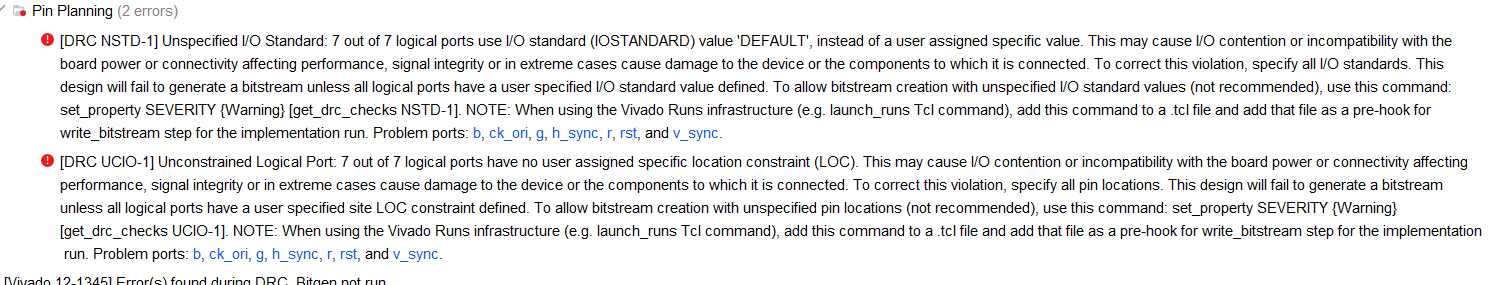 Pin Planning (2 errors)
[DRC NSTD-1] Unspecified I/O Standard: 7 out of 7 logical ports use I/O standard (IOSTANDARD) value 'DEFAULT', instead of a user assigned specific value. This may cause I/O contention or incompatibility with the
board power or connectivity affecting performance, signal integrity or in extreme cases cause damage to the device or the components to which it is connected. To correct this violation, specify all I/O standards. This
design will fail to generate a bitstream unless all logical ports have a user specified I/O standard value defined. To allow bitstream creation with unspecified I/O standard values (not recommended), use this command:
set_property SEVERITY {Warning} [get_drc_checks NSTD-1]. NOTE: When using the Vivado Runs infrastructure (e.g. launch_runs Tcl command), add this command to a .tcl file and add that file as a pre-hook for
write_bitstream step for the implementation run. Problem ports: b, ck_ori, g, h_sync, r, rst, and v_sync.
[DRC UCIO-1] Unconstrained Logical Port: 7 out of 7 logical ports have no user assigned specific location constraint (LOC). This may cause I/O contention or incompatibility with the board power or connectivity affecting
performance, signal integrity or in extreme cases cause damage to the device or the components to which it is connected. To correct this violation, specify all pin locations. This design will fail to generate a bitstream
unless all logical ports have a user specified site LOC constraint defined. To allow bitstream creation with unspecified pin locations (not recommended), use this command: set_property SEVERITY {Warning}
[get_drc_checks UCIO-1]. NOTE: When using the Vivado Runs infrastructure (e.g. launch_runs Tcl command), add this command to a .tcl file and add that file as a pre-hook for write_bitstream step for the implementation
run. Problem ports: b, ck_ori, g, h_sync, r, rst, and v_sync.
[Vivado 12-1345] Error(s) found during DRC. Bitgen not run.